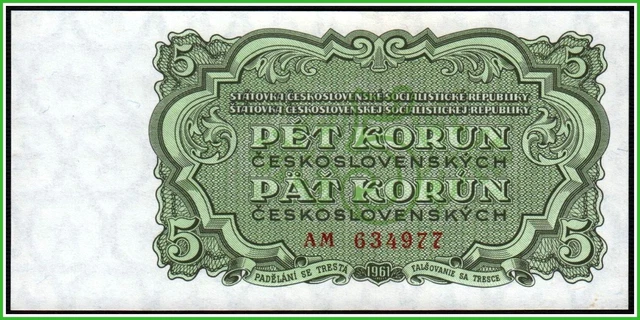 5 5
STÁTOVKA ČESKOSLOVENSKÉ SOCIALISTICKÉ REPUBLIKY
ŠTÁTOVKA ČESKOSLOVENSKEJ SOCIALISTICKEJ REPUBLIKY
PĚT KORUN
ČESKOSLOVENSKÝCH
PÄŤ KORÚN
ČESKOSLOVENSKÝCH
AM 634977
5 5
PADĚLÁNÍ SE TRESTÁ 1961 FALŠOVANIE SA TRESCE